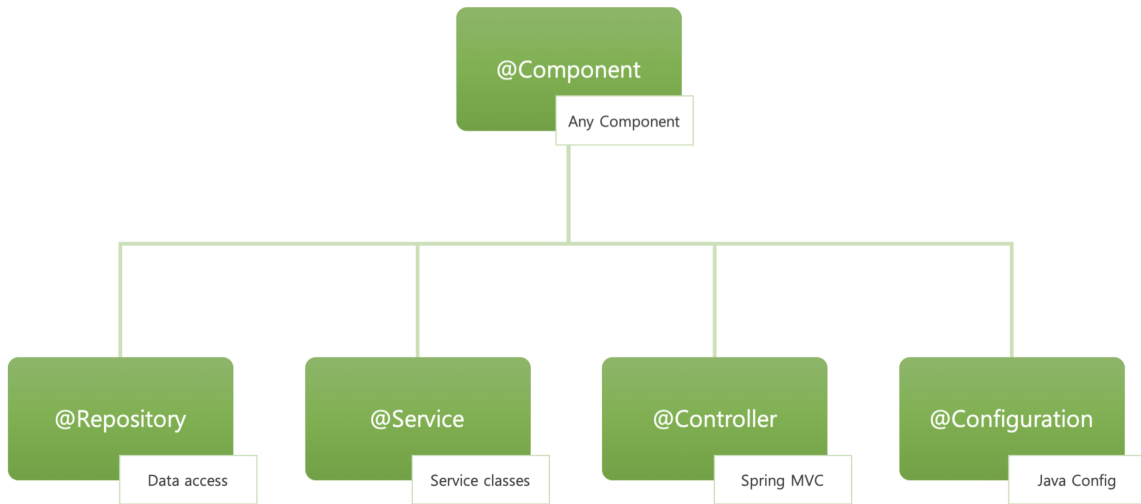 @Component
Any Component
@Repository
Data access
@Service
Service classes
@Controller
Spring MVC
@Configuration
Java Config